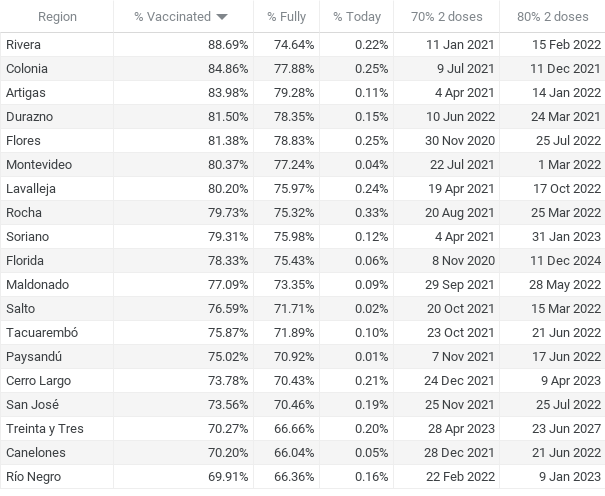 Region % Vaccinated % Fully % Today 70% 2 doses 80% 2 doses
Rivera 88.69% 74.64% 0.22% 11 Jan 2021 15 Feb 2022
Colonia 84.86% 77.88% 0.25% 9 Jul 2021 11 Dec 2021
Artigas 83.98% 79.28% 0.11% 4 Apr 2021 14 Jan 2022
Durazno 81.50% 78.35% 0.15% 10 Jun 2022 24 Mar 2021
Flores 81.38% 78.83% 0.25% 30 Nov 2020 25 Jul 2022
Montevideo 80.37% 77.24% 0.04% 22 Jul 2021 1 Mar 2022
Lavalleja 80.20% 75.97% 0.24% 19 Apr 2021 17 Oct 2022
Rocha 79.73% 75.32% 0.33% 20 Aug 2021 25 Mar 2022
Soriano 79.31% 75.98% 0.12% 4 Apr 2021 31 Jan 2023
Florida 78.33% 75.43% 0.06% 8 Nov 2020 11 Dec 2024
Maldonado 77.09% 73.35% 0.09% 29 Sep 2021 28 May 2022
Salto 76.59% 71.71% 0.02% 20 Oct 2021 15 Mar 2022
Tacuarembó 75.87% 71.89% 0.10% 23 Oct 2021 21 Jun 2022
Paysandú 75.02% 70.92% 0.01% 7 Nov 2021 17 Jun 2022
Cerro Largo 73.78% 70.43% 0.21% 24 Dec 2021 9 Apr 2023
San José 73.56% 70.46% 0.19% 25 Nov 2021 25 Jul 2022
Treinta y Tres 70.27% 66.66% 0.20% 28 Apr 2023 23 Jun 2027
Canelones 70.20% 66.04% 0.05% 28 Dec 2021 21 Jun 2022
Río Negro 69.91% 66.36% 0.16% 22 Feb 2022 9 Jan 2023